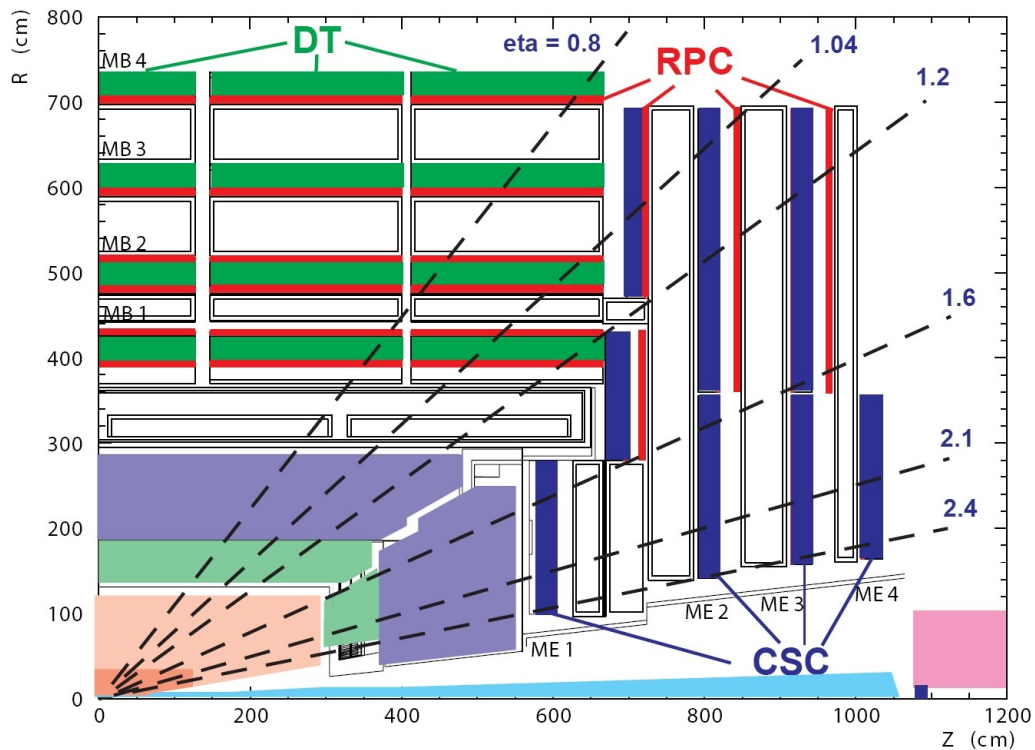 R (cm)
800
700
600
500
400
300
200
100
0
MB 4
MB 3
MB 2
MB 1
DT
eta = 0.8
1.04
1.2
RPC
1.6
2.1
2.4
ME 1
ME 2
ME 3
ME 4
CSC
0
200
400
600
800
1000
1200
Z (cm)